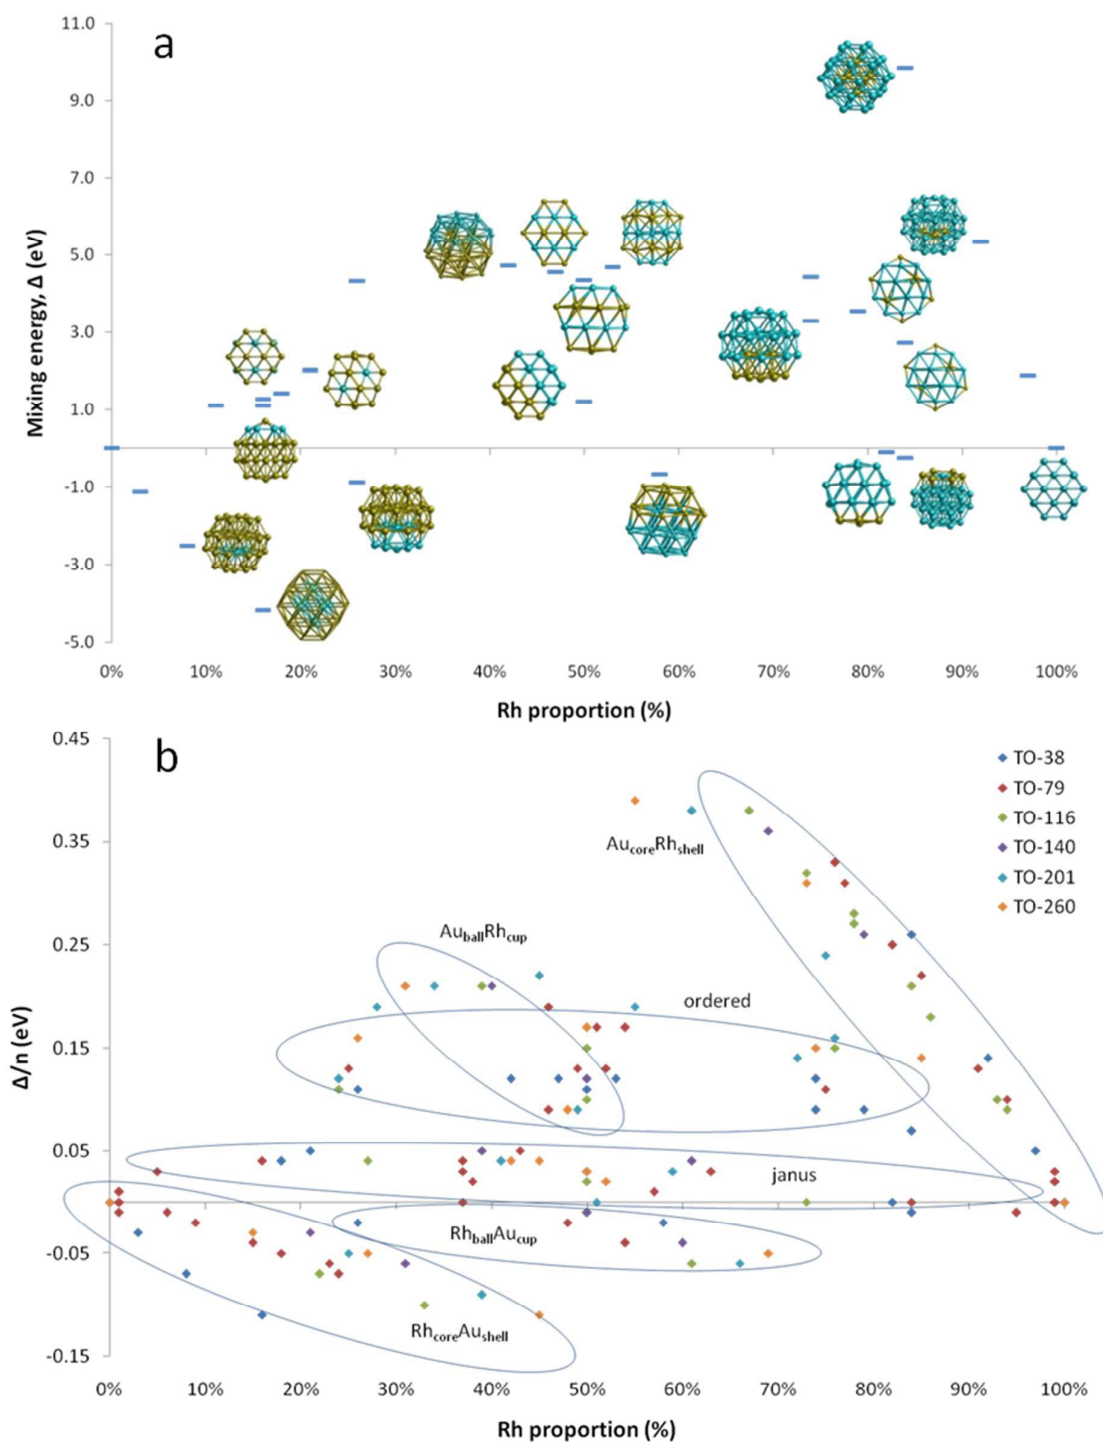 a
11.0
9.0
7.0
5.0
3.0
1.0
-1.0
-3.0
-5.0
Mixing energy, Δ (eV)
0% 10% 20% 30% 40% 50% 60% 70% 80% 90% 100%
Rh proportion (%)
b
0.45
0.35
0.25
0.15
0.05
-0.05
-0.15
Δ/n (eV)
TO-38
TO-79
TO-116
TO-140
TO-201
TO-260
AucoreRhshell
AuballRhcup
ordered
janus
RhballAucup
RhcoreAushell
0% 10% 20% 30% 40% 50% 60% 70% 80% 90% 100%
Rh proportion (%)